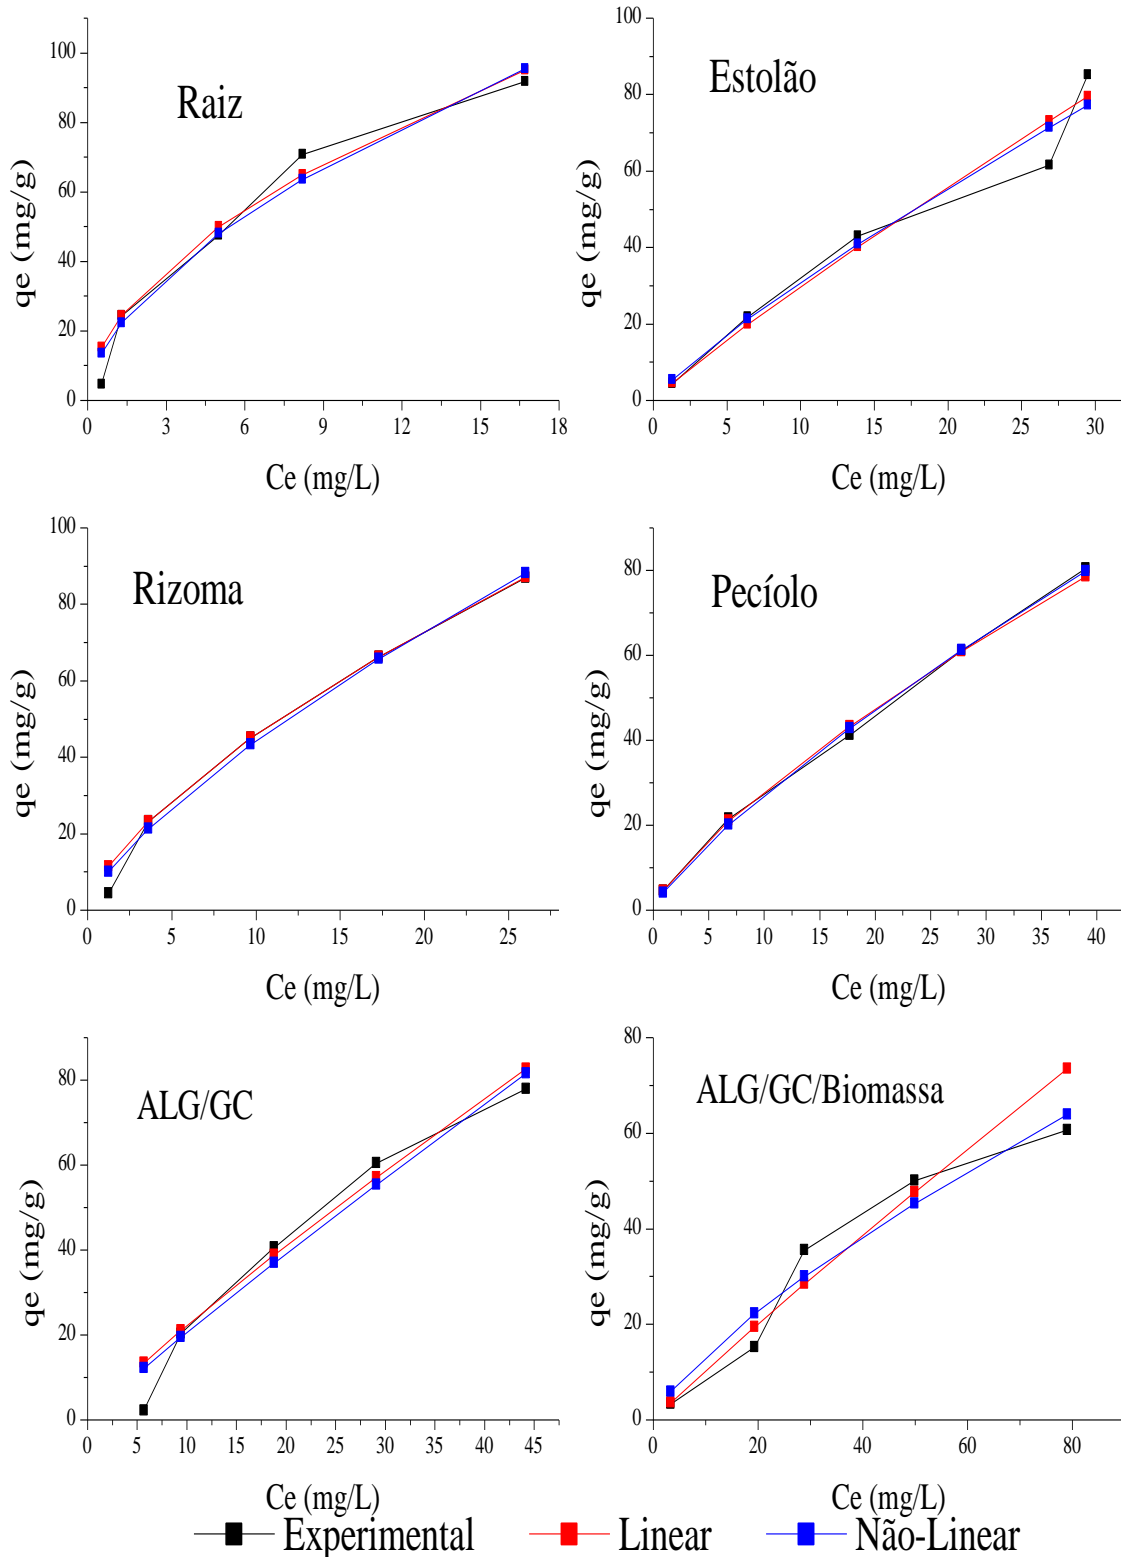 Raiz
qe (mg/g)
100
80
60
40
20
0
0 3 6 9 12 15 18
Ce (mg/L)
Estolão
qe (mg/g)
100
80
60
40
20
0
0 5 10 15 20 25 30
Ce (mg/L)
Rizoma
qe (mg/g)
100
80
60
40
20
0
0 5 10 15 20 25
Ce (mg/L)
Pecíolo
qe (mg/g)
80
60
40
20
0
0 5 10 15 20 25 30 35 40
Ce (mg/L)
ALG/GC
qe (mg/g)
80
60
40
20
0
0 5 10 15 20 25 30 35 40 45
Ce (mg/L)
ALG/GC/Biomassa
qe (mg/g)
80
60
40
20
0
0 20 40 60 80
Ce (mg/L)
Experimental Linear Não-Linear